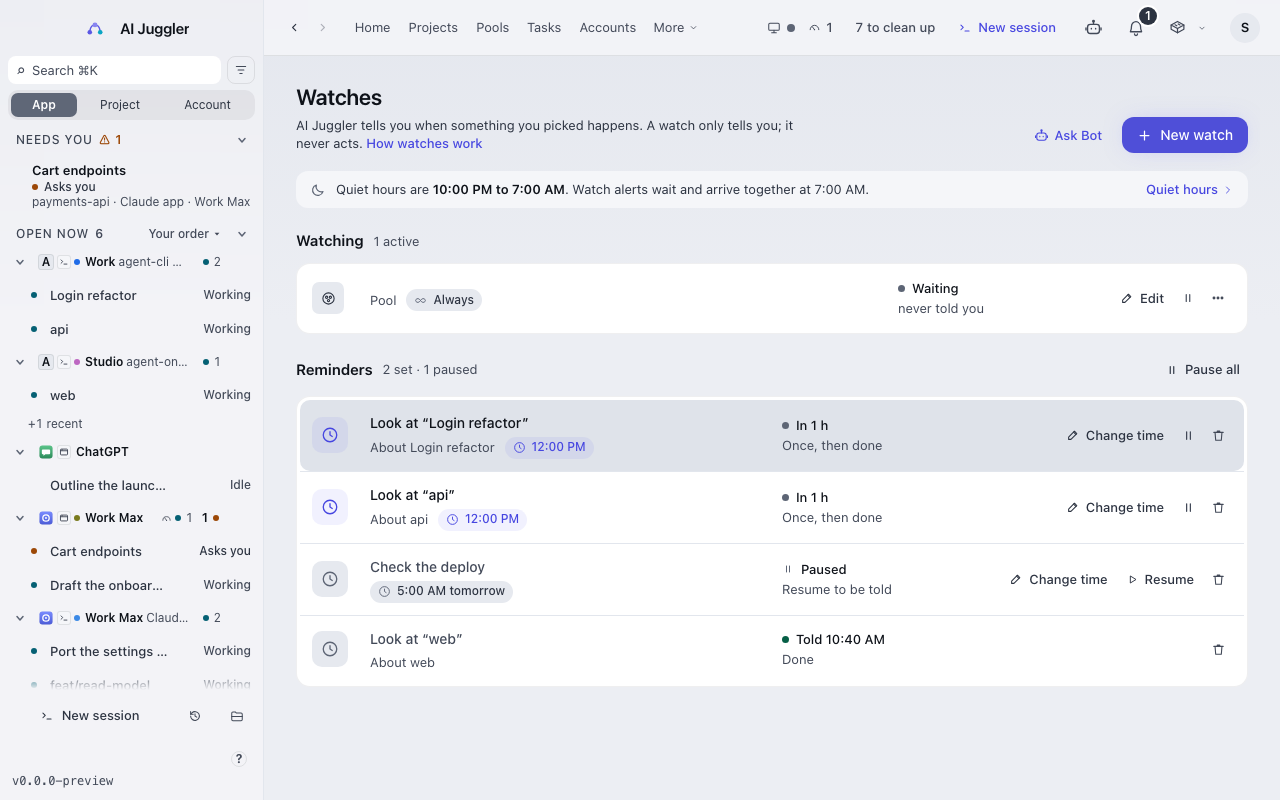 AI Juggler
Search ⌘K
App Project Account
NEEDS YOU 1
Cart endpoints
Asks you
payments-api · Claude app · Work Max
OPEN NOW 6 Your order
A Work agent-cli ... 2
Login refactor Working
api Working
A Studio agent-on... 1
web Working
+1 recent
ChatGPT
Outline the launc... Idle
Work Max 1 1
Cart endpoints Asks you
Draft the onboar... Working
Work Max Claud... 2
Port the settings ... Working
feat/read-model Working
New session
?
v0.0.0-preview
Home Projects Pools Tasks Accounts More 1 7 to clean up New session 1 S
Watches
AI Juggler tells you when something you picked happens. A watch only tells you; it
never acts. How watches work
Ask Bot
New watch
Quiet hours are 10:00 PM to 7:00 AM. Watch alerts wait and arrive together at 7:00 AM. Quiet hours
Watching 1 active
Pool Always
Waiting
never told you
Edit
Reminders 2 set · 1 paused Pause all
Look at “Login refactor”
About Login refactor 12:00 PM
In 1 h
Once, then done
Change time
Look at “api”
About api 12:00 PM
In 1 h
Once, then done
Change time
Check the deploy
5:00 AM tomorrow
Paused
Resume to be told
Change time Resume
Look at “web”
About web
Told 10:40 AM
Done